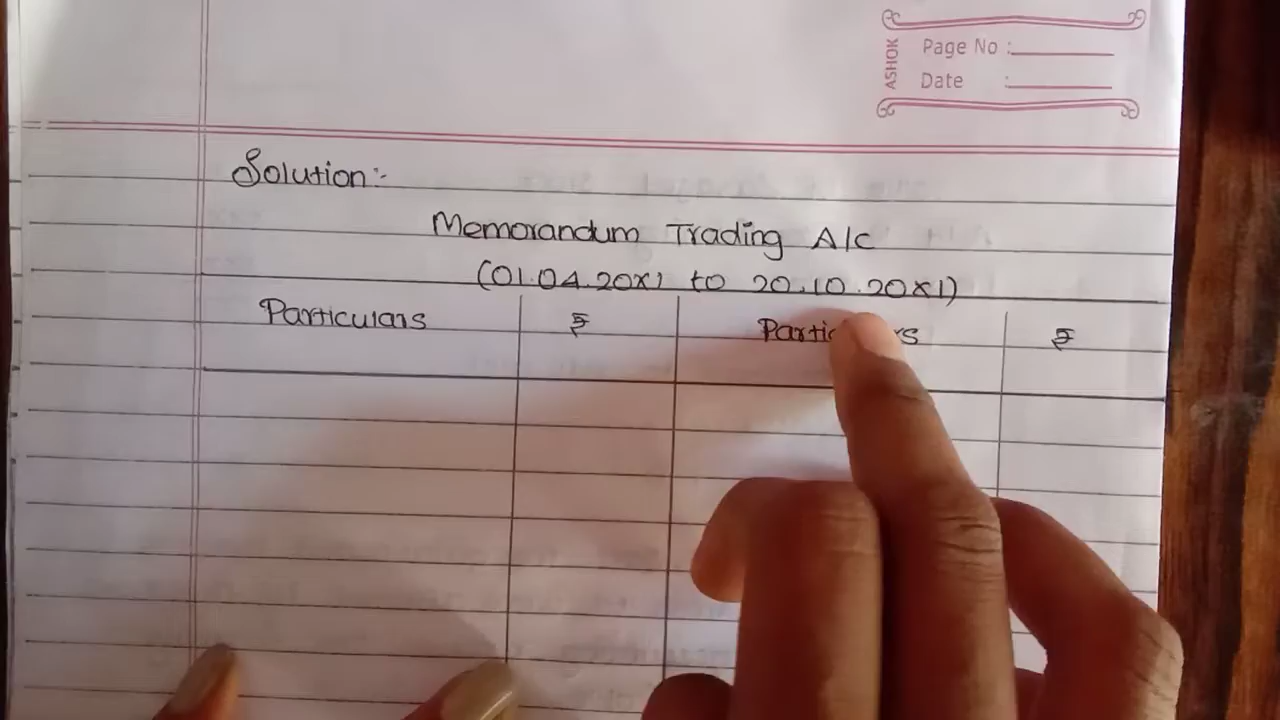 ASHOK
Page No :
Date :
Solution:-
Memorandum Trading A/c
(01.04.20X1 to 20.10.20X1)
Particulars ₹ ₹